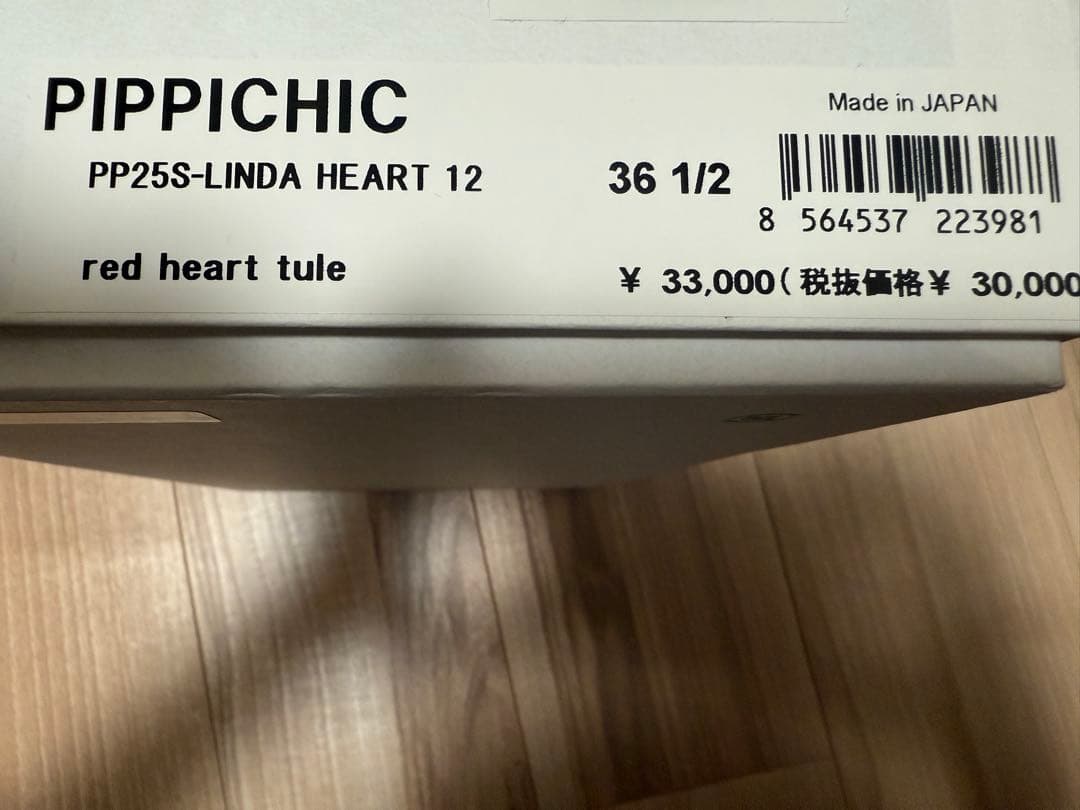 PIPPICHIC
Made in JAPAN
PP25S-LINDA HEART 12
36 1/2
8 564537 223981
red heart tule
¥ 33,000(税抜価格¥ 30,000